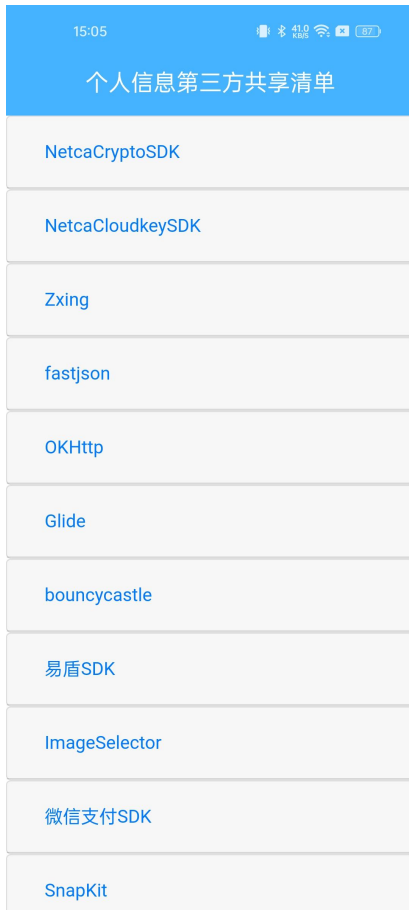 15:05
41.0
KB/S
87
个人信息第三方共享清单
NetcaCryptoSDK
NetcaCloudkeySDK
Zxing
fastjson
OKHttp
Glide
bouncycastle
易盾SDK
ImageSelector
微信支付SDK
SnapKit